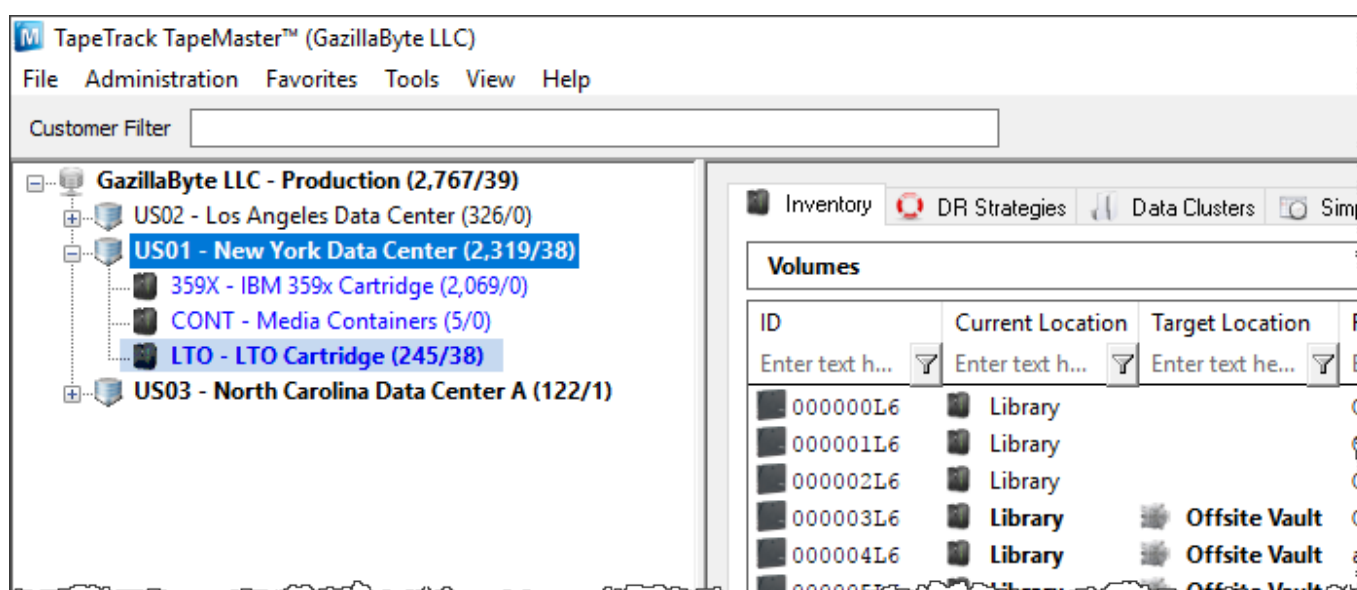 TapeTrack TapeMaster™ (GazillaByte LLC)
File Administration Favorites Tools View Help
Customer Filter
GazillaByte LLC - Production (2,767/39)
US02 - Los Angeles Data Center (326/0)
US01 - New York Data Center (2,319/38)
359X - IBM 359x Cartridge (2,069/0)
CONT - Media Containers (5/0)
LTO - LTO Cartridge (245/38)
US03 - North Carolina Data Center A (122/1)
Inventory DR Strategies Data Clusters
Volumes
ID Current Location Target Location
Enter text h... Enter text h... Enter text he...
000000L6 Library
000001L6 Library
000002L6 Library
000003L6 Library Offsite Vault
000004L6 Library Offsite Vault
Library Offsite Vault